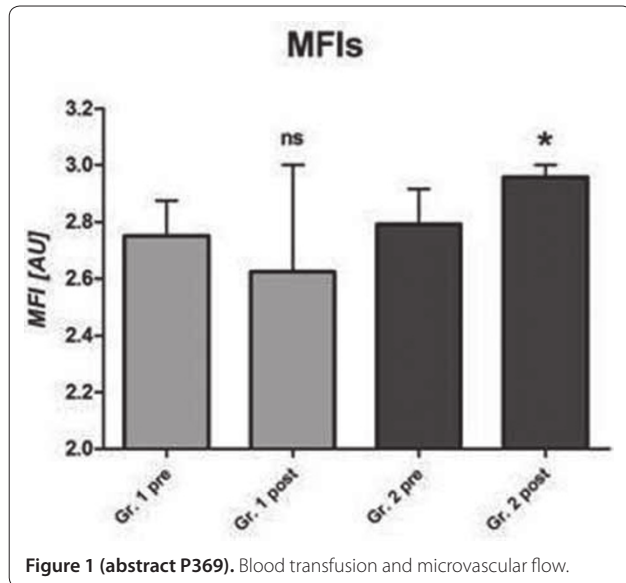 MFIs
MFI [AU]
3.2
3.0
2.8
2.6
2.4
2.2
2.0
ns
*
Gr. 1 pre
Gr. 1 post
Gr. 2 pre
Gr. 2 post
Figure 1 (abstract P369). Blood transfusion and microvascular flow.